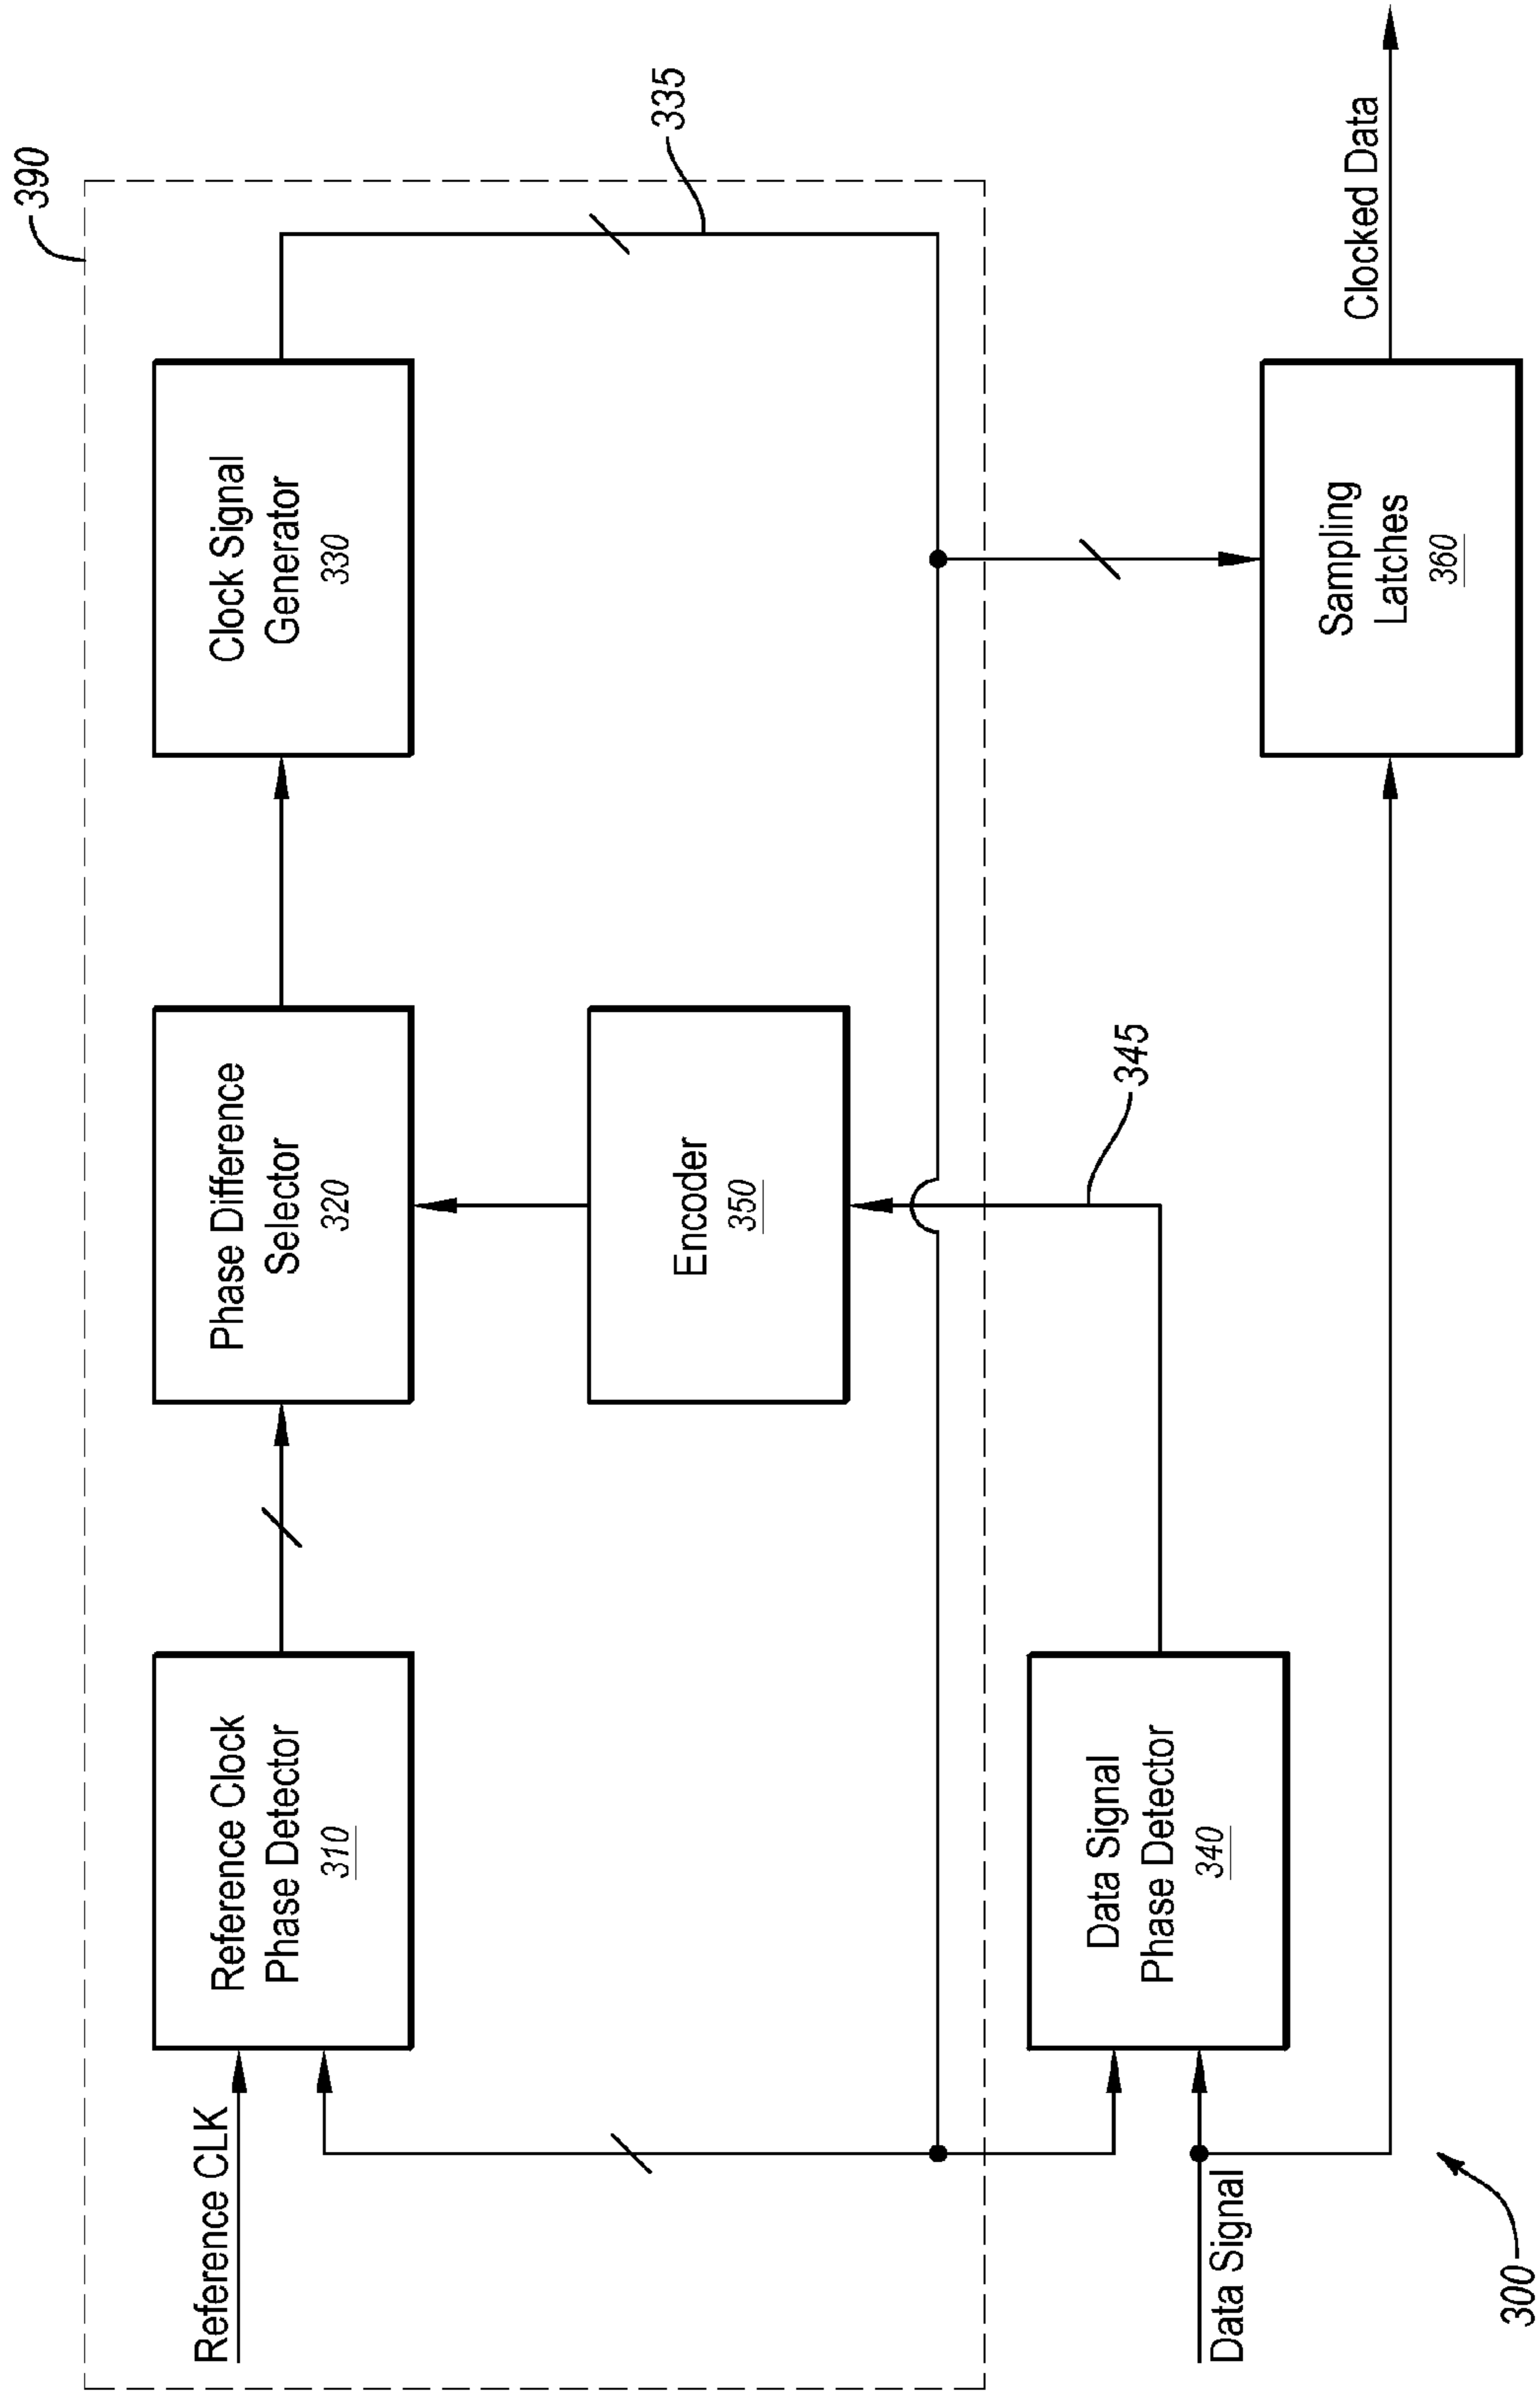 390
Reference CLK
Reference Clock
Phase Detector
310
Phase Difference
Selector
320
Clock Signal
Generator
330
335
Encoder
350
345
Data Signal
Data Signal
Phase Detector
340
Sampling
Latches
360
Clocked Data
300